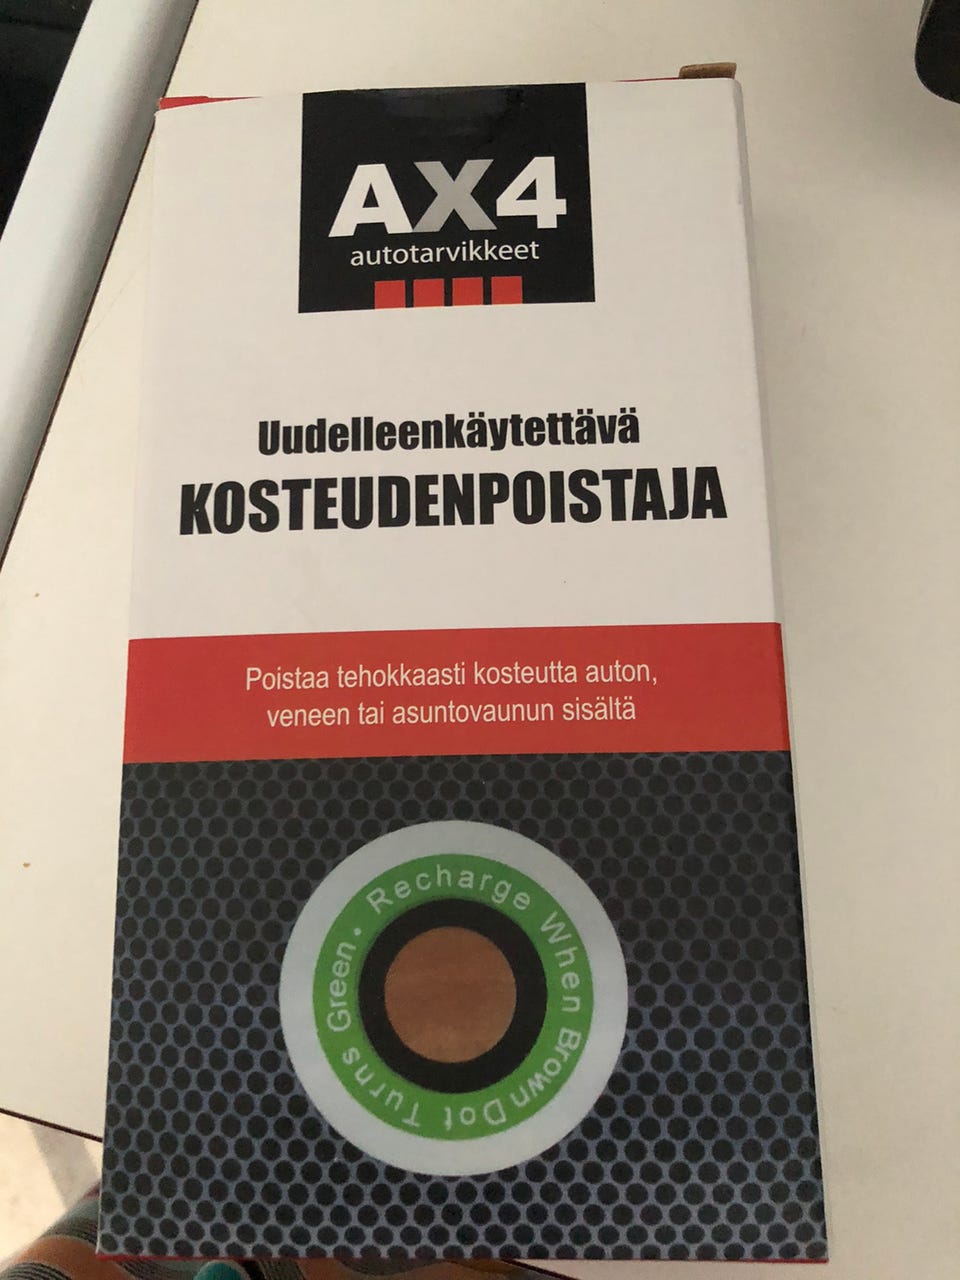 AX4
autotarvikkeet
Uudelleenkäytettävä
KOSTEUDENPOISTAJA
Poistaa tehokkaasti kosteutta auton,
veneen tai asuntovaunun sisältä
Recharge When Brown Dot Turns Green •